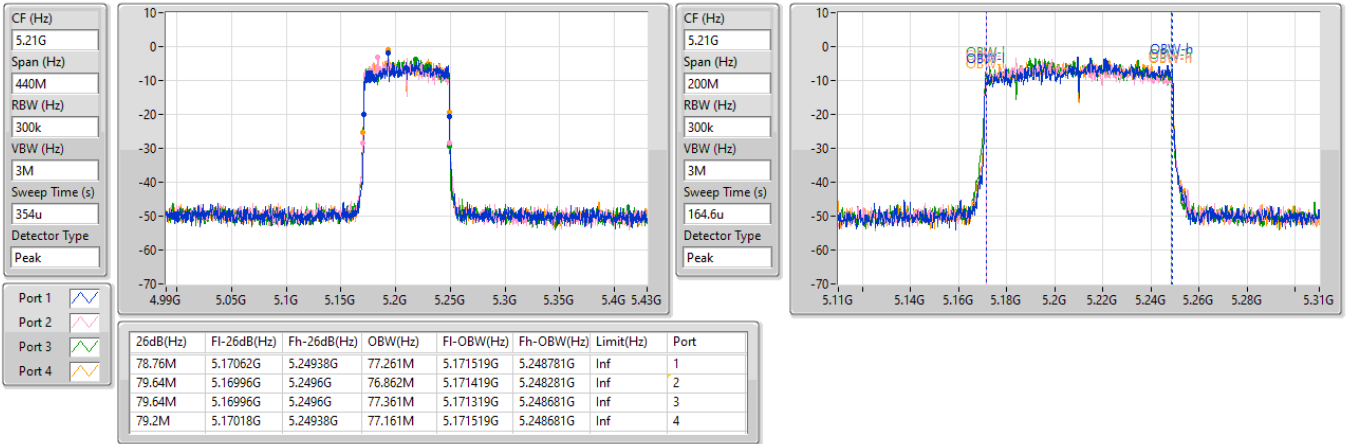 CF (Hz)
5.21G
Span (Hz)
440M
RBW (Hz)
300k
VBW (Hz)
3M
Sweep Time (s)
354u
Detector Type
Peak
10-
0-
-10-
-20-
-30-
-40-
-50-
-60-
-70-
4.99G 5.05G 5.1G 5.15G 5.2G 5.25G 5.3G 5.35G 5.4G 5.43G
CF (Hz)
5.21G
Span (Hz)
200M
RBW (Hz)
300k
VBW (Hz)
3M
Sweep Time (s)
164.6u
Detector Type
Peak
10-
0-
-10-
-20-
-30-
-40-
-50-
-60-
-70-
OBW-l OBW-h
OBW-l OBW-h
5.11G 5.14G 5.16G 5.18G 5.2G 5.22G 5.24G 5.26G 5.28G 5.31G
Port 1
Port 2
Port 3
Port 4
26dB(Hz) Fl-26dB(Hz) Fh-26dB(Hz) OBW(Hz) Fl-OBW(Hz) Fh-OBW(Hz) Limit(Hz) Port
78.76M 5.17062G 5.24938G 77.261M 5.171519G 5.248781G Inf 1
79.64M 5.16996G 5.2496G 76.862M 5.171419G 5.248281G Inf 2
79.64M 5.16996G 5.2496G 77.361M 5.171319G 5.248681G Inf 3
79.2M 5.17018G 5.24938G 77.161M 5.171519G 5.248681G Inf 4